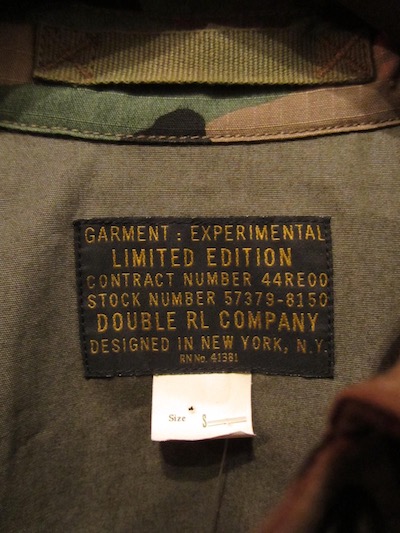 GARMENT : EXPERIMENTAL
LIMITED EDITION
CONTRACT NUMBER 44RE00
STOCK NUMBER 57379-8150
DOUBLE RL COMPANY
DESIGNED IN NEW YORK, N.Y.
RN No. 41381
Size S